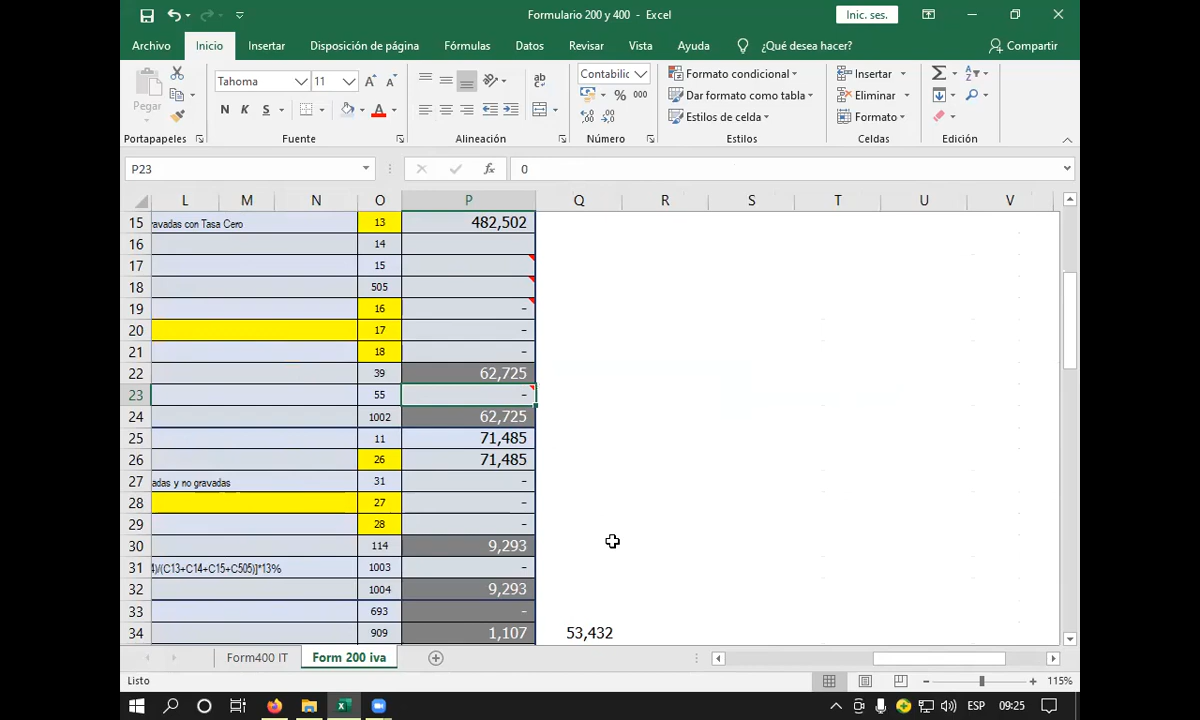 Formulario 200 y 400 - Excel
Inic. ses.
Archivo Inicio Insertar Disposición de página Fórmulas Datos Revisar Vista Ayuda ¿Qué desea hacer? Compartir
Pegar
Tahoma 11
N K S
Contabilic
% 000
Formato condicional
Dar formato como tabla
Estilos de celda
Insertar
Eliminar
Formato
Portapapeles Fuente Alineación Número Estilos Celdas Edición
P23 fx 0
L M N O P Q R S T U V
15 ravadas con Tasa Cero 13 482,502
16 14
17 15
18 505
19 16 -
20 17 -
21 18 -
22 39 62,725
23 55 -
24 1002 62,725
25 11 71,485
26 26 71,485
27 adas y no gravadas 31 -
28 27 -
29 28 -
30 114 9,293
31 4)/(C13+C14+C15+C505)]*13% 1003 -
32 1004 9,293
33 693 -
34 909 1,107 53,432
Form400 IT Form 200 iva
Listo 115%
ESP 09:25